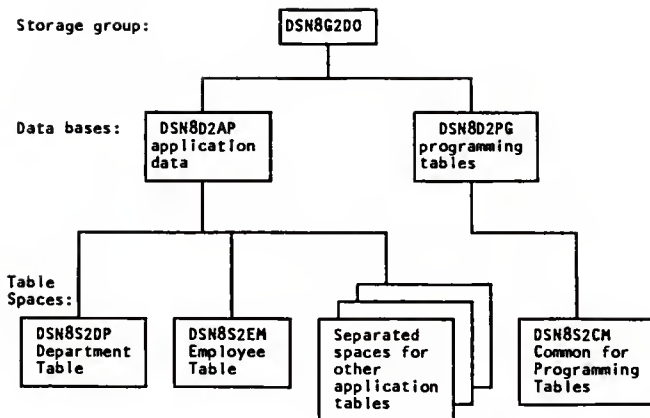 Storage group:
DSN8G2D0
Data bases:
DSN8D2AP
application
data
DSN8D2PG
programming
tables
Table
Spaces:
DSN8S2DP
Department
Table
DSN8S2EM
Employee
Table
Separated
spaces for
other
application
tables
DSN8S2CM
Common for
Programming
Tables